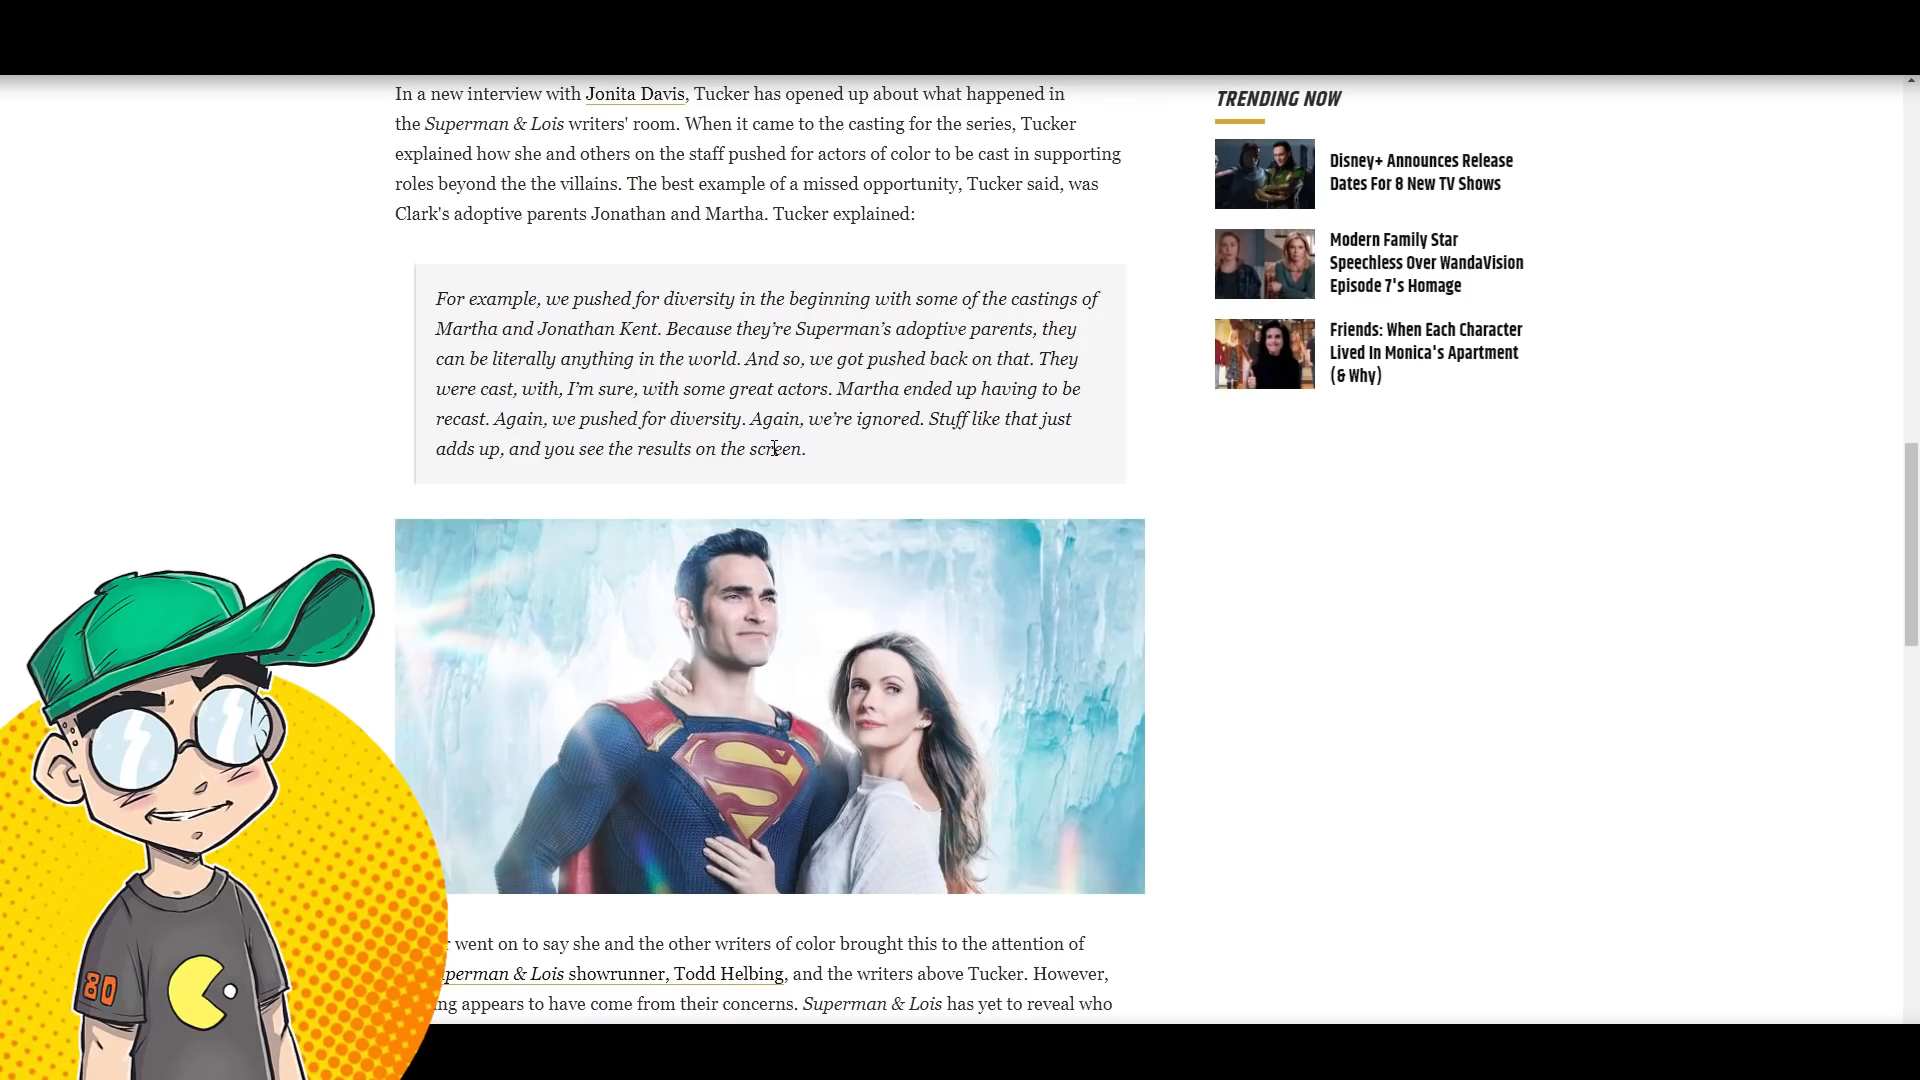 In a new interview with Jonita Davis, Tucker has opened up about what happened in
the Superman & Lois writers' room. When it came to the casting for the series, Tucker
explained how she and others on the staff pushed for actors of color to be cast in supporting
roles beyond the the villains. The best example of a missed opportunity, Tucker said, was
Clark's adoptive parents Jonathan and Martha. Tucker explained:
For example, we pushed for diversity in the beginning with some of the castings of
Martha and Jonathan Kent. Because they’re Superman’s adoptive parents, they
can be literally anything in the world. And so, we got pushed back on that. They
were cast, with, I’m sure, with some great actors. Martha ended up having to be
recast. Again, we pushed for diversity. Again, we’re ignored. Stuff like that just
adds up, and you see the results on the screen.
went on to say she and the other writers of color brought this to the attention of
perman & Lois showrunner, Todd Helbing, and the writers above Tucker. However,
ng appears to have come from their concerns. Superman & Lois has yet to reveal who
80
TRENDING NOW
Disney+ Announces Release
Dates For 8 New TV Shows
Modern Family Star
Speechless Over WandaVision
Episode 7's Homage
Friends: When Each Character
Lived In Monica's Apartment
(& Why)